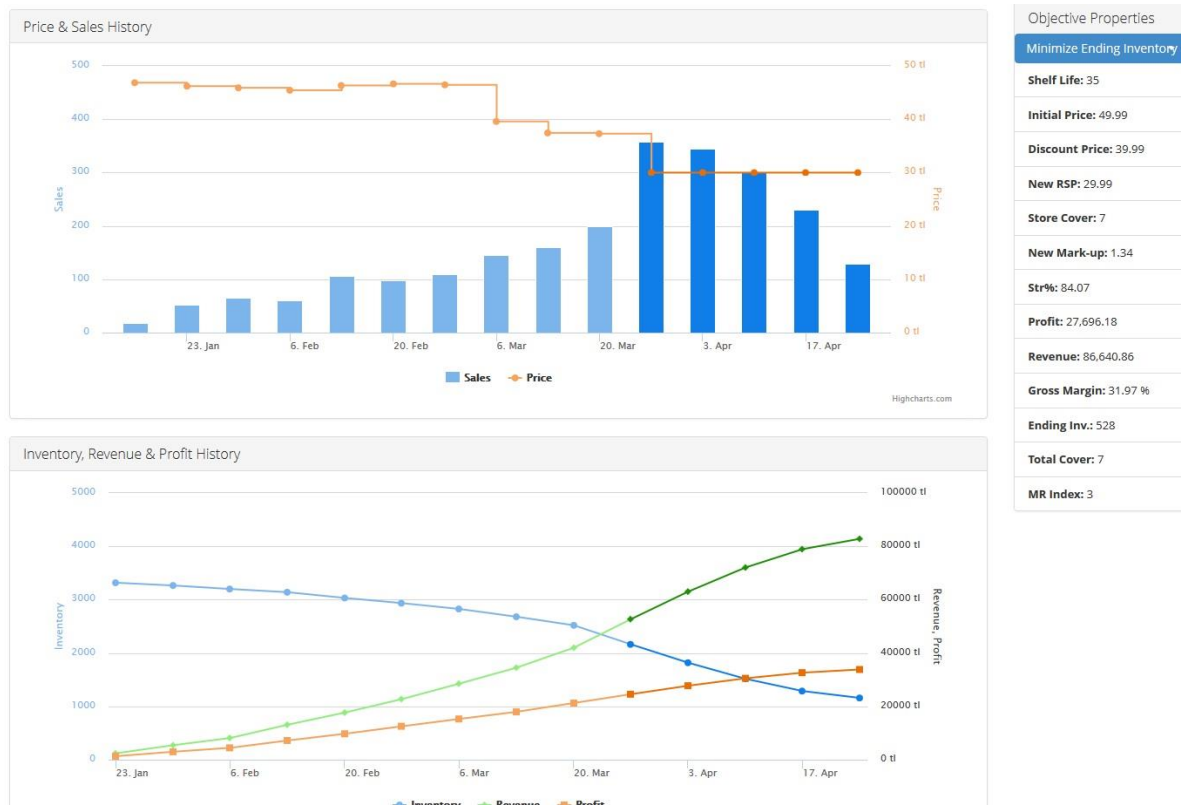 Price & Sales History
500
400
300
200
100
0
Sales
50 tl
40 tl
30 tl
20 tl
10 tl
0 tl
Price
23. Jan 6. Feb 20. Feb 6. Mar 20. Mar 3. Apr 17. Apr
Sales Price
Highcharts.com
Inventory, Revenue & Profit History
5000
4000
3000
2000
1000
0
Inventory
100000 tl
80000 tl
60000 tl
40000 tl
20000 tl
0 tl
Revenue, Profit
23. Jan 6. Feb 20. Feb 6. Mar 20. Mar 3. Apr 17. Apr
Inventory Revenue Profit
Objective Properties
Minimize Ending Inventory
Shelf Life: 35
Initial Price: 49.99
Discount Price: 39.99
New RSP: 29.99
Store Cover: 7
New Mark-up: 1.34
Str%: 84.07
Profit: 27,696.18
Revenue: 86,640.86
Gross Margin: 31.97 %
Ending Inv.: 528
Total Cover: 7
MR Index: 3